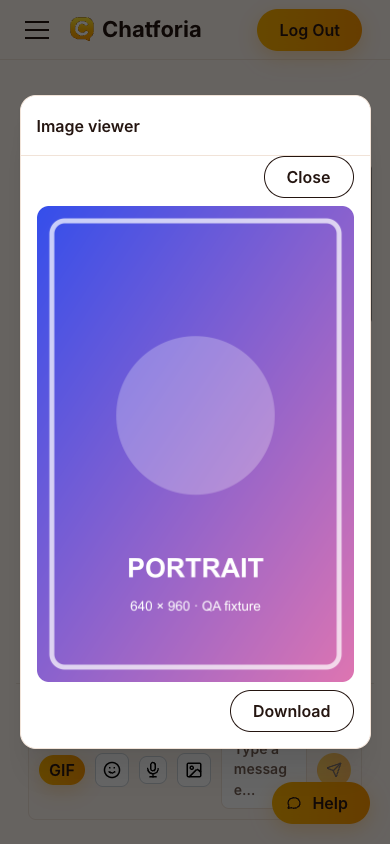 Chatforia
Log Out
Image viewer
Close
PORTRAIT
640 × 960 · QA fixture
Download
GIF
Type a
messag
e...
Help